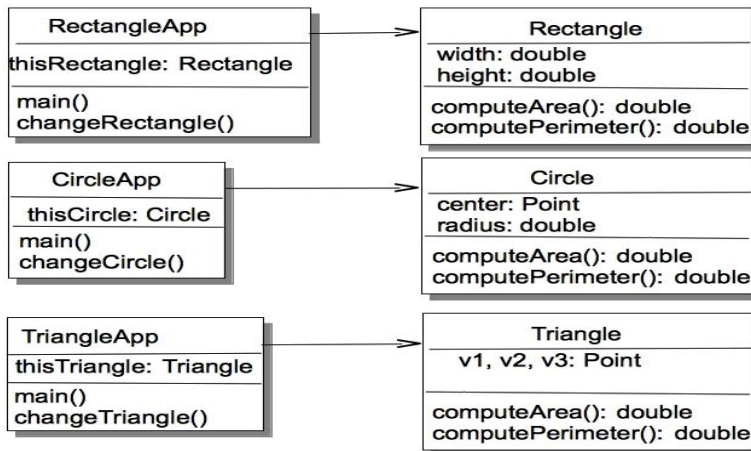 RectangleApp
thisRectangle: Rectangle
main()
changeRectangle()
Rectangle
width: double
height: double
computeArea(): double
computePerimeter(): double
CircleApp
thisCircle: Circle
main()
changeCircle()
Circle
center: Point
radius: double
computeArea(): double
computePerimeter(): double
TriangleApp
thisTriangle: Triangle
main()
changeTriangle()
Triangle
v1, v2, v3: Point
computeArea(): double
computePerimeter(): double